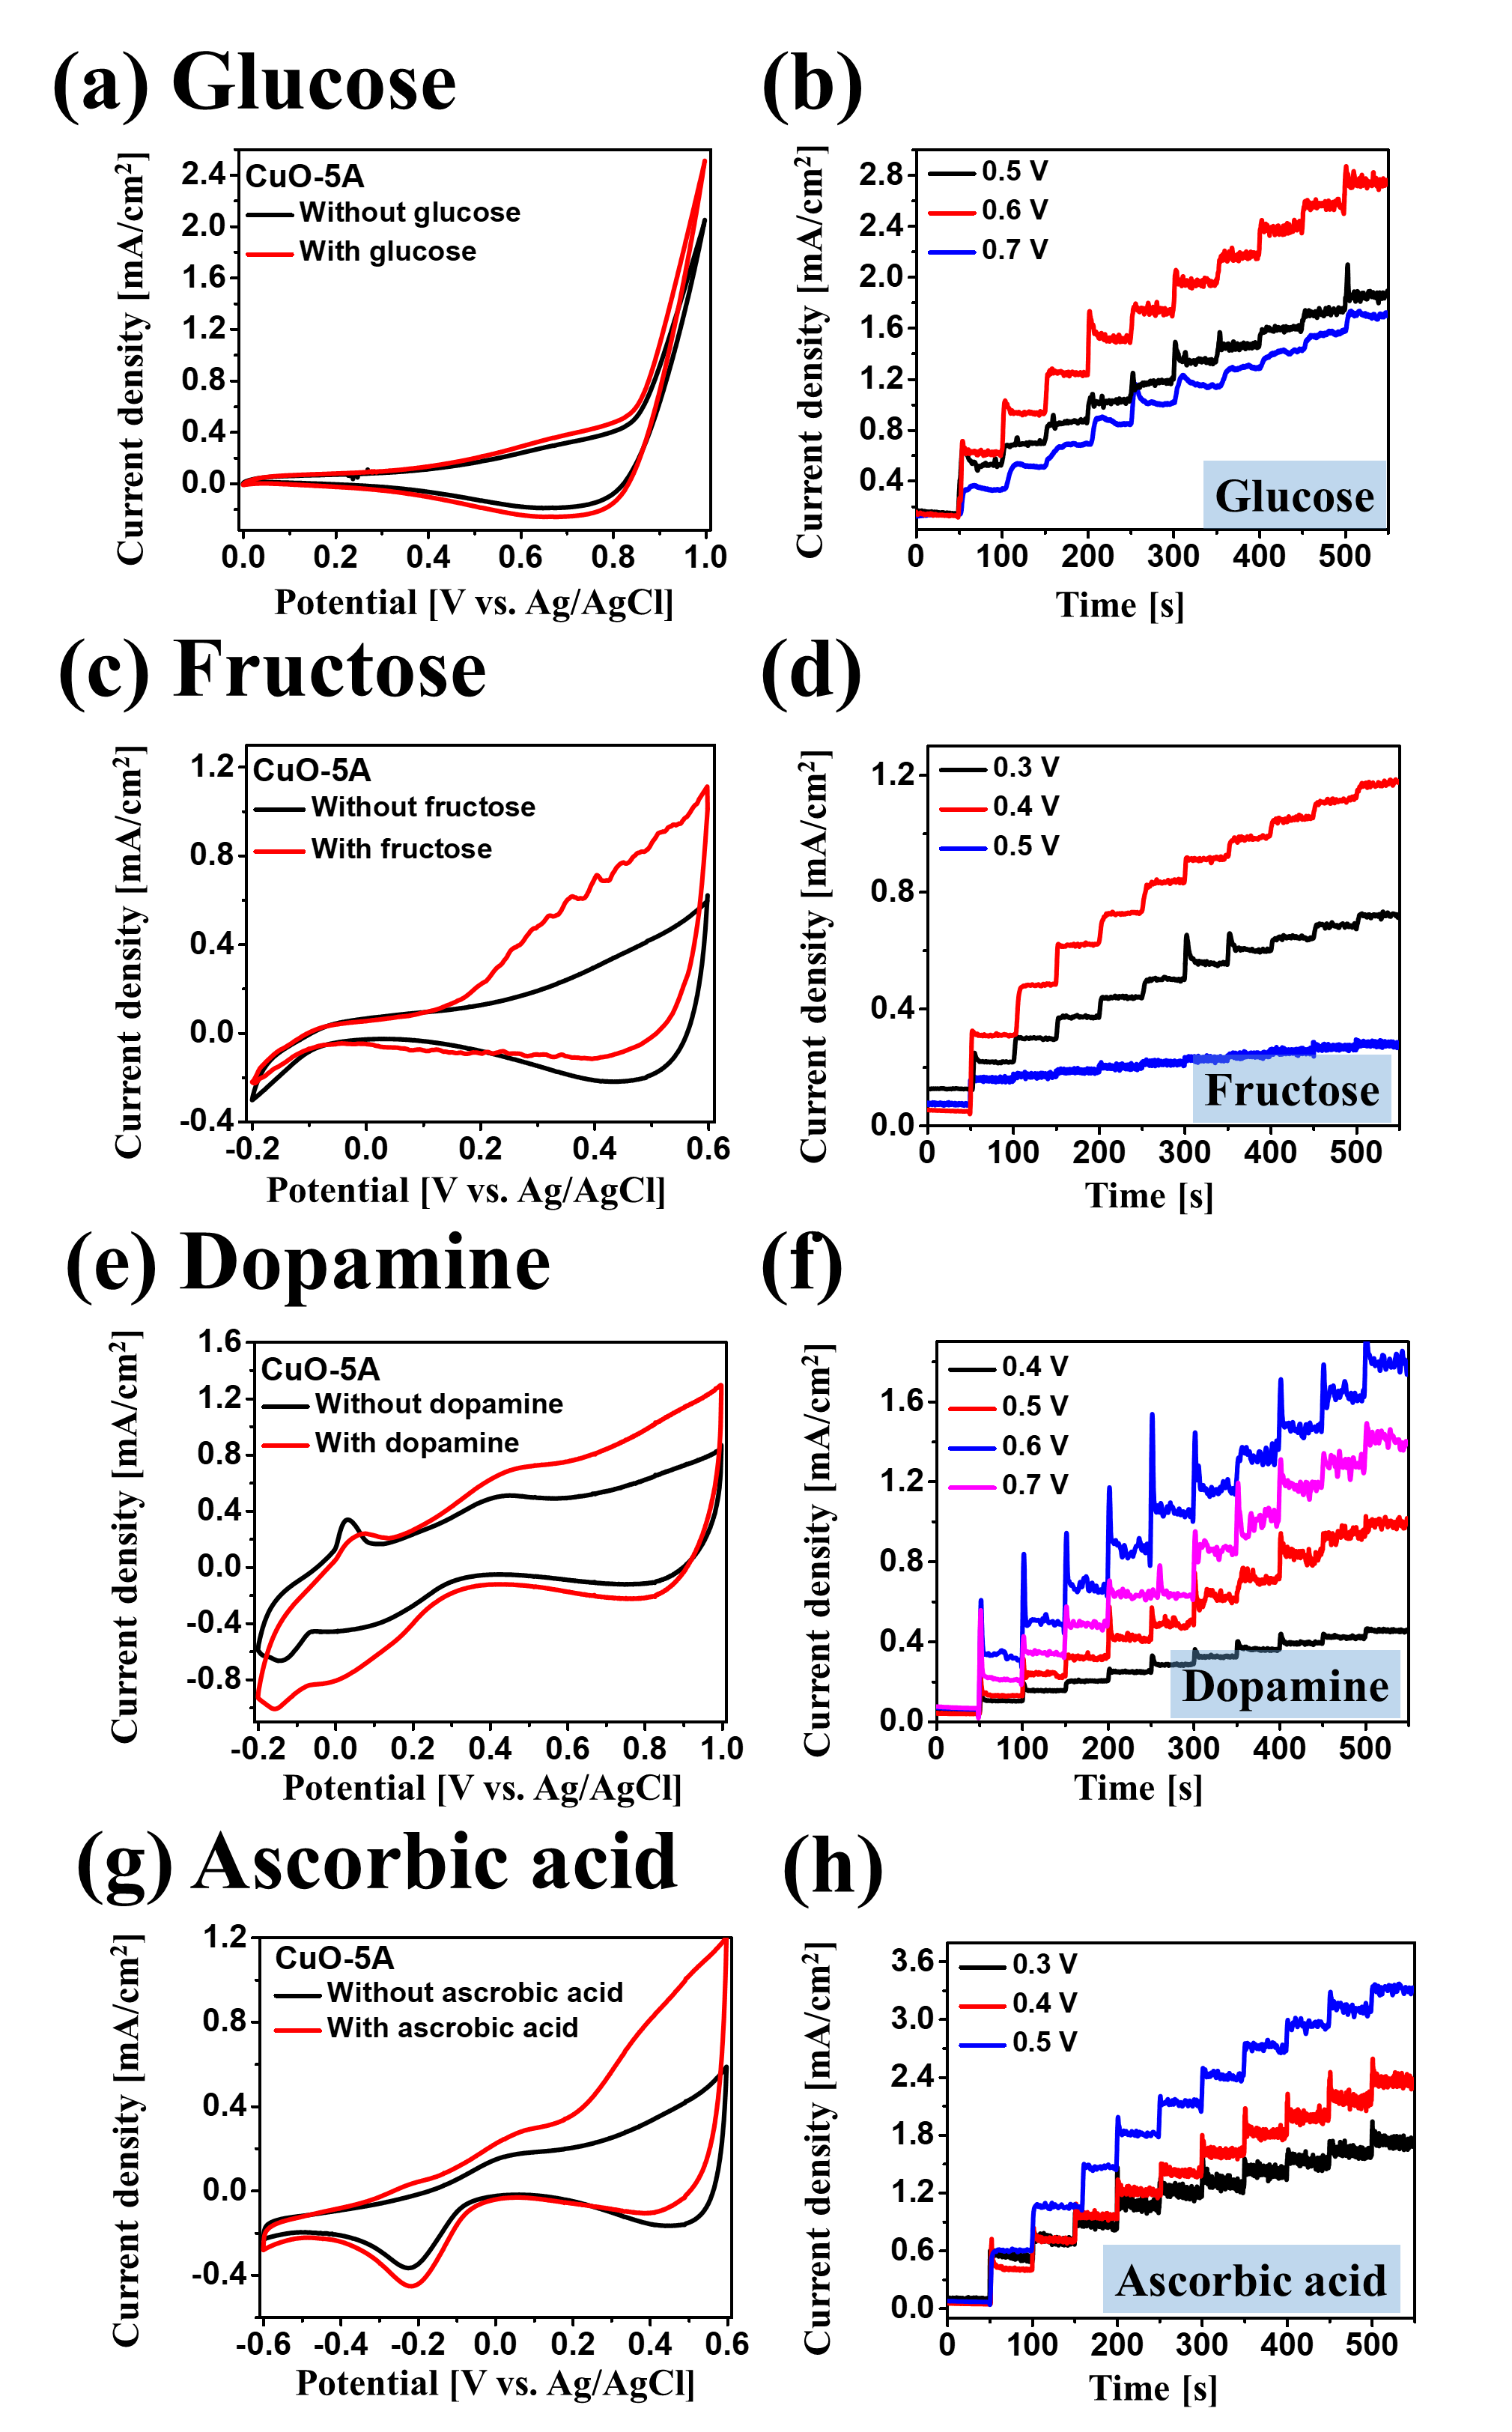 (a) Glucose
Current density [mA/cm²]
2.4
2.0
1.6
1.2
0.8
0.4
0.0
CuO-5A
Without glucose
With glucose
0.0 0.2 0.4 0.6 0.8 1.0
Potential [V vs. Ag/AgCl]
(b)
Current density [mA/cm²]
2.8
2.4
2.0
1.6
1.2
0.8
0.4
0.5 V
0.6 V
0.7 V
Glucose
0 100 200 300 400 500
Time [s]
(c) Fructose
Current density [mA/cm²]
1.2
0.8
0.4
0.0
-0.4
CuO-5A
Without fructose
With fructose
-0.2 0.0 0.2 0.4 0.6
Potential [V vs. Ag/AgCl]
(d)
Current density [mA/cm²]
1.2
0.8
0.4
0.0
0.3 V
0.4 V
0.5 V
Fructose
0 100 200 300 400 500
Time [s]
(e) Dopamine
Current density [mA/cm²]
1.6
1.2
0.8
0.4
0.0
-0.4
-0.8
CuO-5A
Without dopamine
With dopamine
-0.2 0.0 0.2 0.4 0.6 0.8 1.0
Potential [V vs. Ag/AgCl]
(f)
Current density [mA/cm²]
1.6
1.2
0.8
0.4
0.0
0.4 V
0.5 V
0.6 V
0.7 V
Dopamine
0 100 200 300 400 500
Time [s]
(g) Ascorbic acid
Current density [mA/cm²]
1.2
0.8
0.4
0.0
-0.4
CuO-5A
Without ascrobic acid
With ascrobic acid
-0.6 -0.4 -0.2 0.0 0.2 0.4 0.6
Potential [V vs. Ag/AgCl]
(h)
Current density [mA/cm²]
3.6
3.0
2.4
1.8
1.2
0.6
0.0
0.3 V
0.4 V
0.5 V
Ascorbic acid
0 100 200 300 400 500
Time [s]